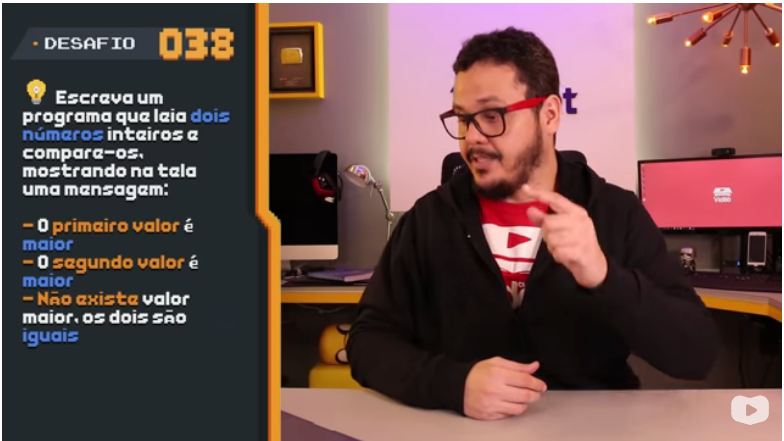 • DESAFIO 038
Escreva um
programa que leia dois
números inteiros e
compare-os,
mostrando na tela
uma mensagem:
- O primeiro valor é
maior
- O segundo valor é
maior
- Não existe valor
maior, os dois são
iguais